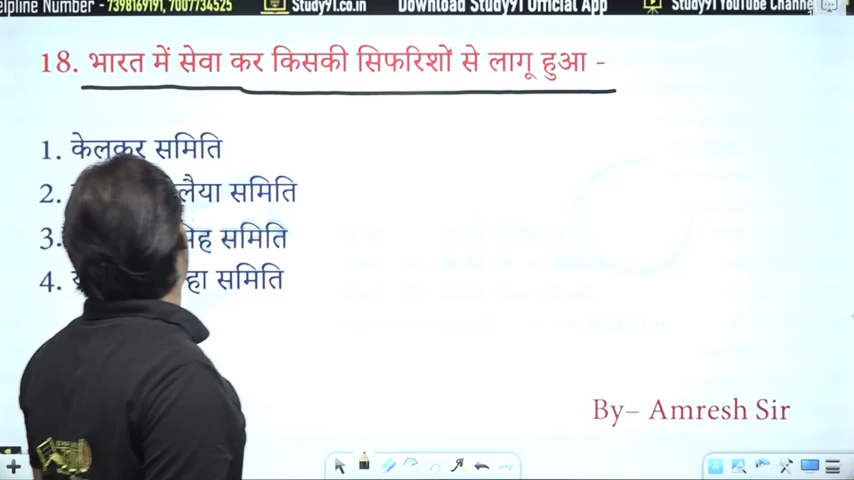 elpline Number - 7398169191, 7007734525
Study91.co.in
Download Study91 Official App
Study91 YouTube Channe
18. भारत में सेवा कर किसकी सिफरिशों से लागू हुआ -
1. केलकर समिति
2. समिति
3. समिति
4. समिति
By– Amresh Sir